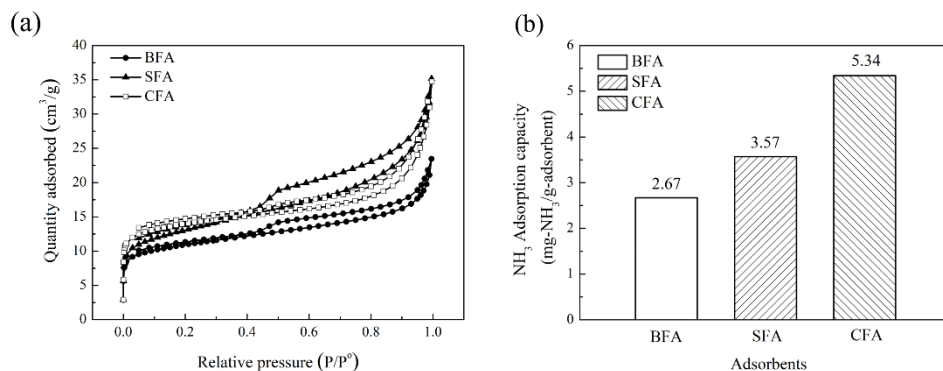 (a)
40
35
30
25
20
15
10
5
0
0.0 0.2 0.4 0.6 0.8 1.0
Quantity adsorbed (cm³/g)
Relative pressure (P/P°)
BFA
SFA
CFA
(b)
6
5
4
3
2
1
0
NH₃ Adsorption capacity
(mg-NH₃/g-adsorbent)
BFA
SFA
CFA
2.67
3.57
5.34
BFA SFA CFA
Adsorbents